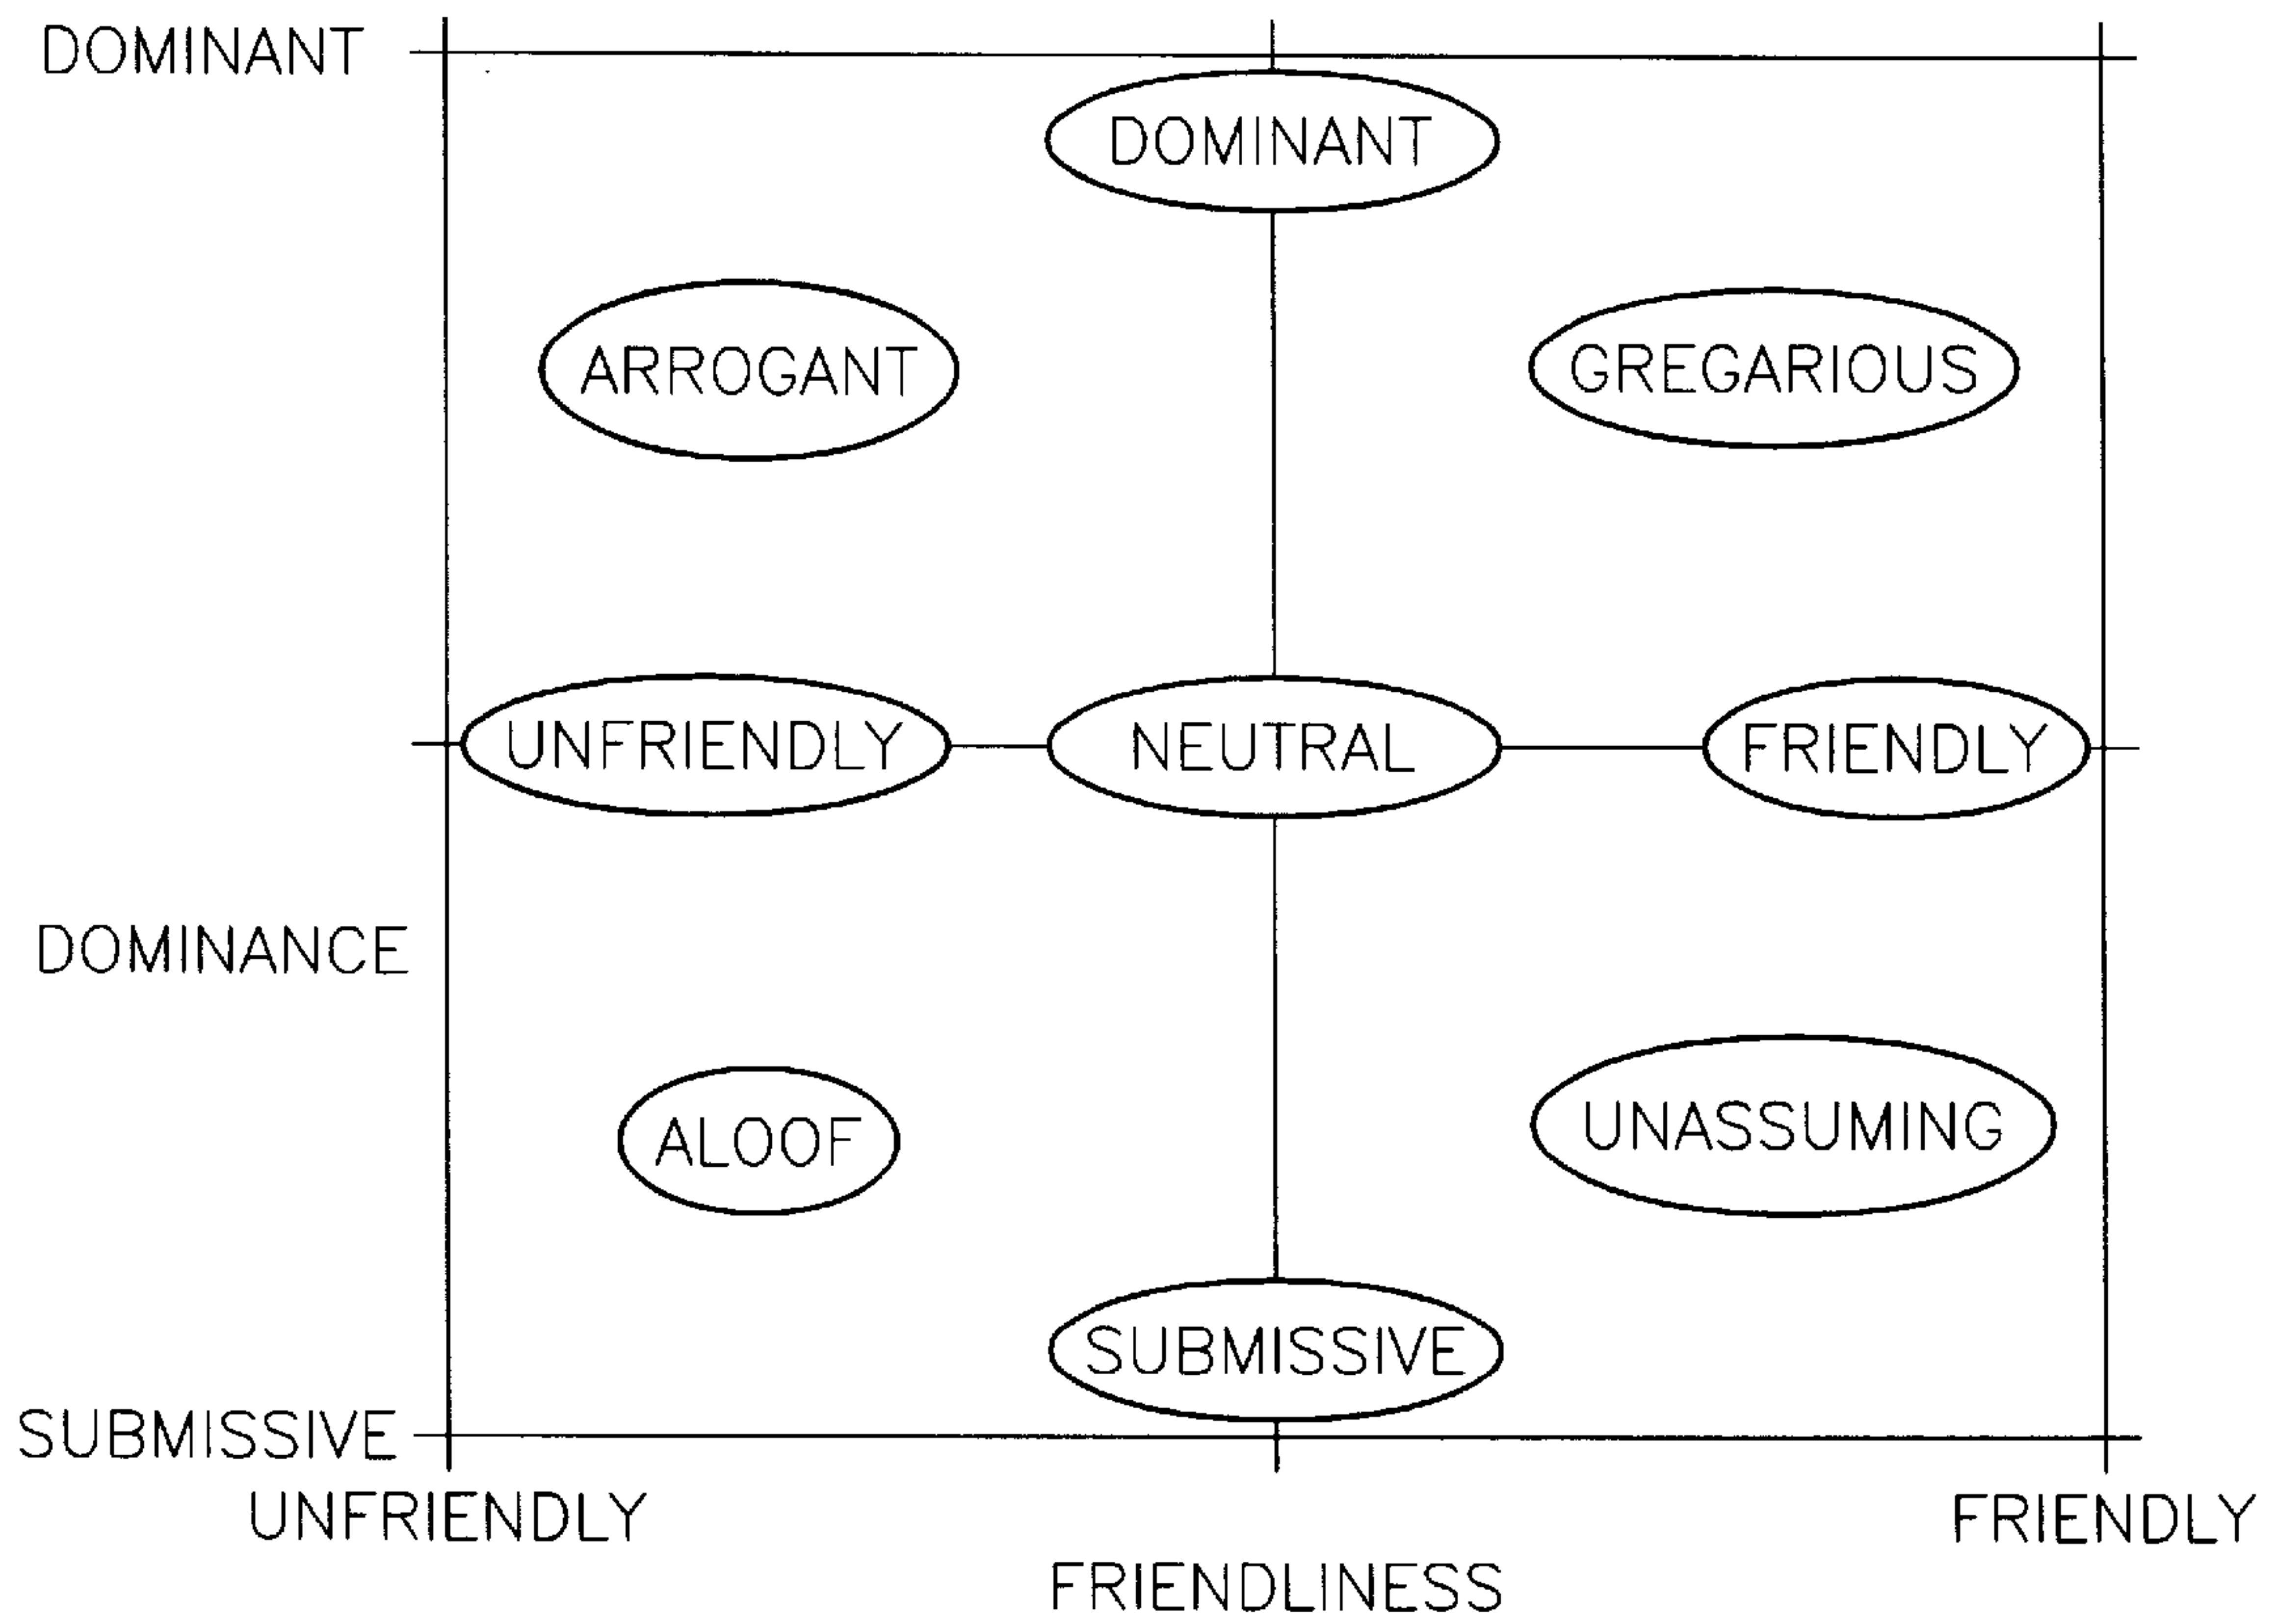 DOMINANT
DOMINANT
ARROGANT
GREGARIOUS
UNFRIENDLY
NEUTRAL
FRIENDLY
DOMINANCE
ALOOF
UNASSUMING
SUBMISSIVE
SUBMISSIVE
UNFRIENDLY
FRIENDLY
FRIENDLINESS